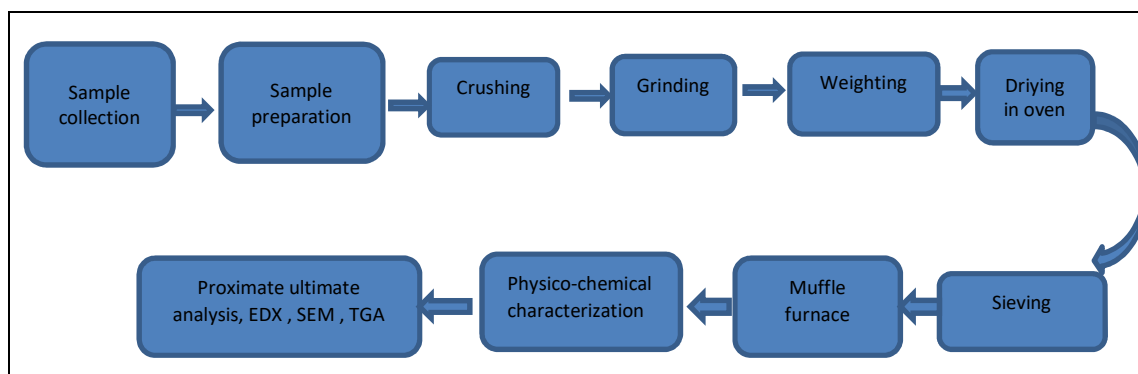 Sample
collection
Sample
preparation
Crushing
Grinding
Weighting
Driying
in oven
Sieving
Muffle
furnace
Physico-chemical
characterization
Proximate ultimate
analysis, EDX , SEM , TGA